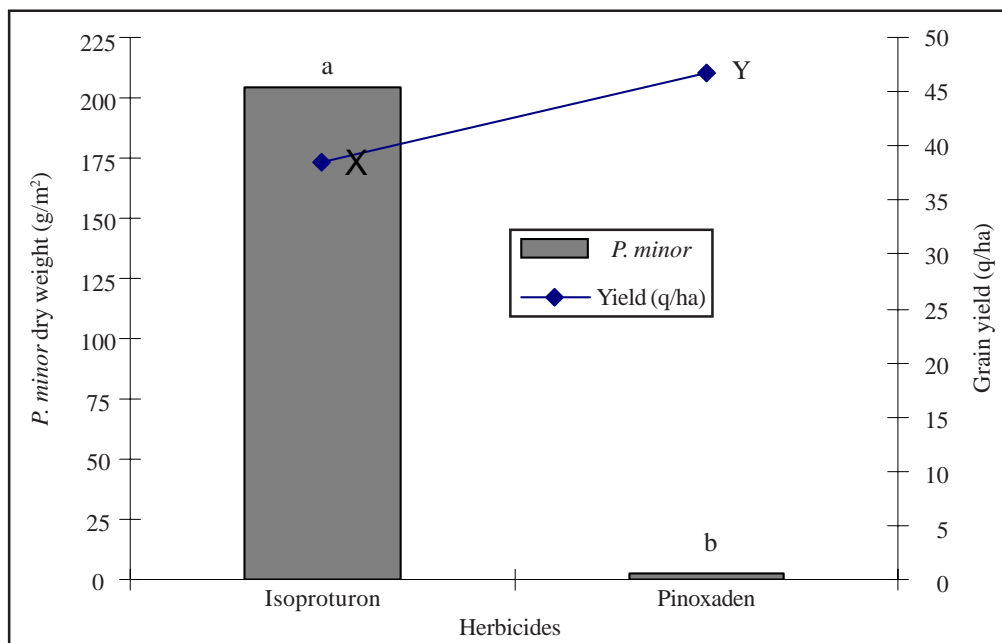 P. minor dry weight (g/m²)
225
200
175
150
125
100
75
50
25
0
a
X
Y
b
P. minor
Yield (q/ha)
50
45
40
35
30
25
20
15
10
5
0
Grain yield (q/ha)
Isoproturon
Pinoxaden
Herbicides